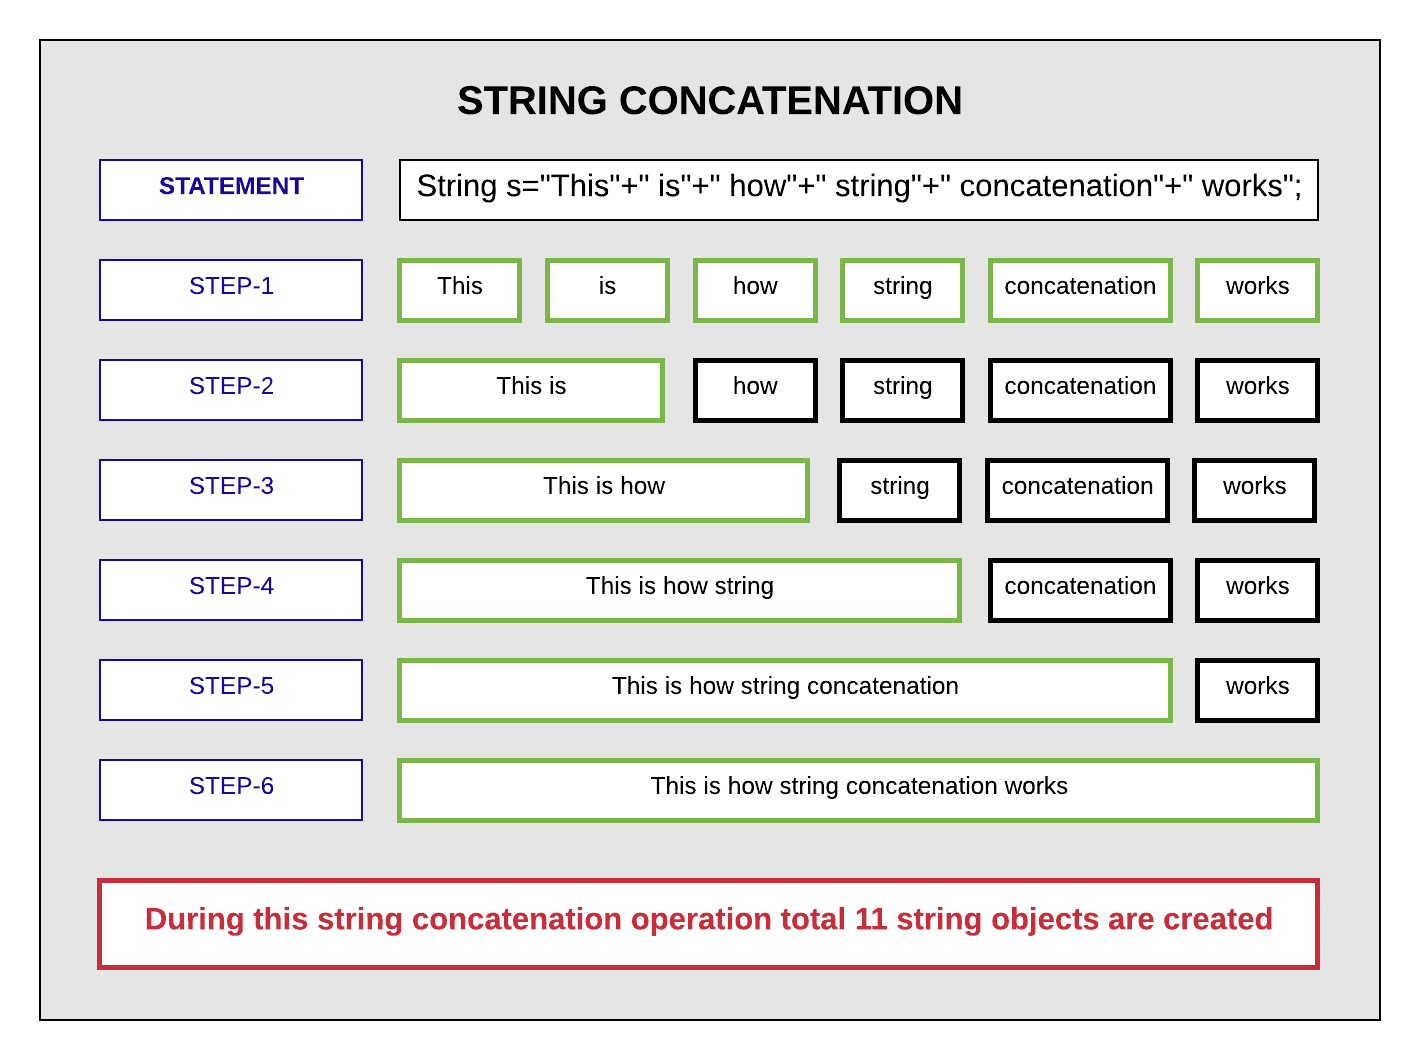 STRING CONCATENATION
STATEMENT
String s="This"+" is"+" how"+" string"+" concatenation"+" works";
STEP-1
This
is
how
string
concatenation
works
STEP-2
This is
how
string
concatenation
works
STEP-3
This is how
string
concatenation
works
STEP-4
This is how string
concatenation
works
STEP-5
This is how string concatenation
works
STEP-6
This is how string concatenation works
During this string concatenation operation total 11 string objects are created